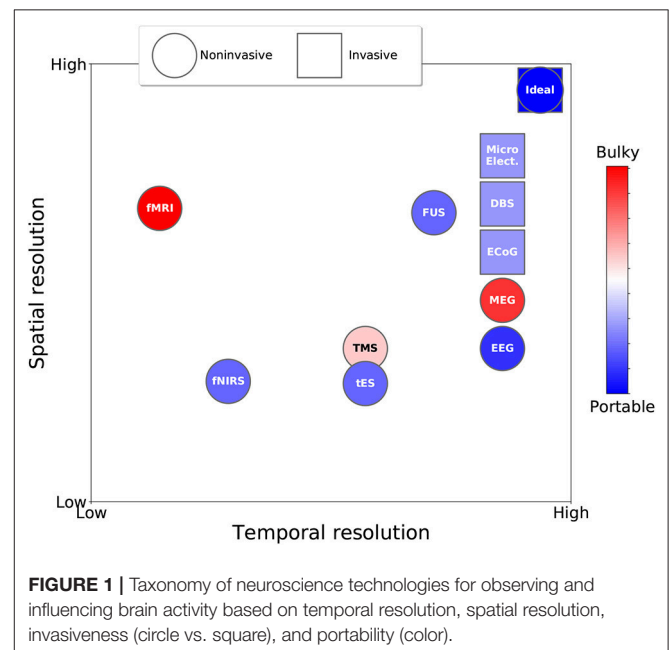 Noninvasive
Invasive
High
Ideal
Micro
Elect.
Bulky
fMRI
FUS
DBS
ECoG
MEG
TMS
EEG
fNIRS
tES
Portable
Spatial resolution
Low
Low
High
Temporal resolution
FIGURE 1 | Taxonomy of neuroscience technologies for observing and
influencing brain activity based on temporal resolution, spatial resolution,
invasiveness (circle vs. square), and portability (color).